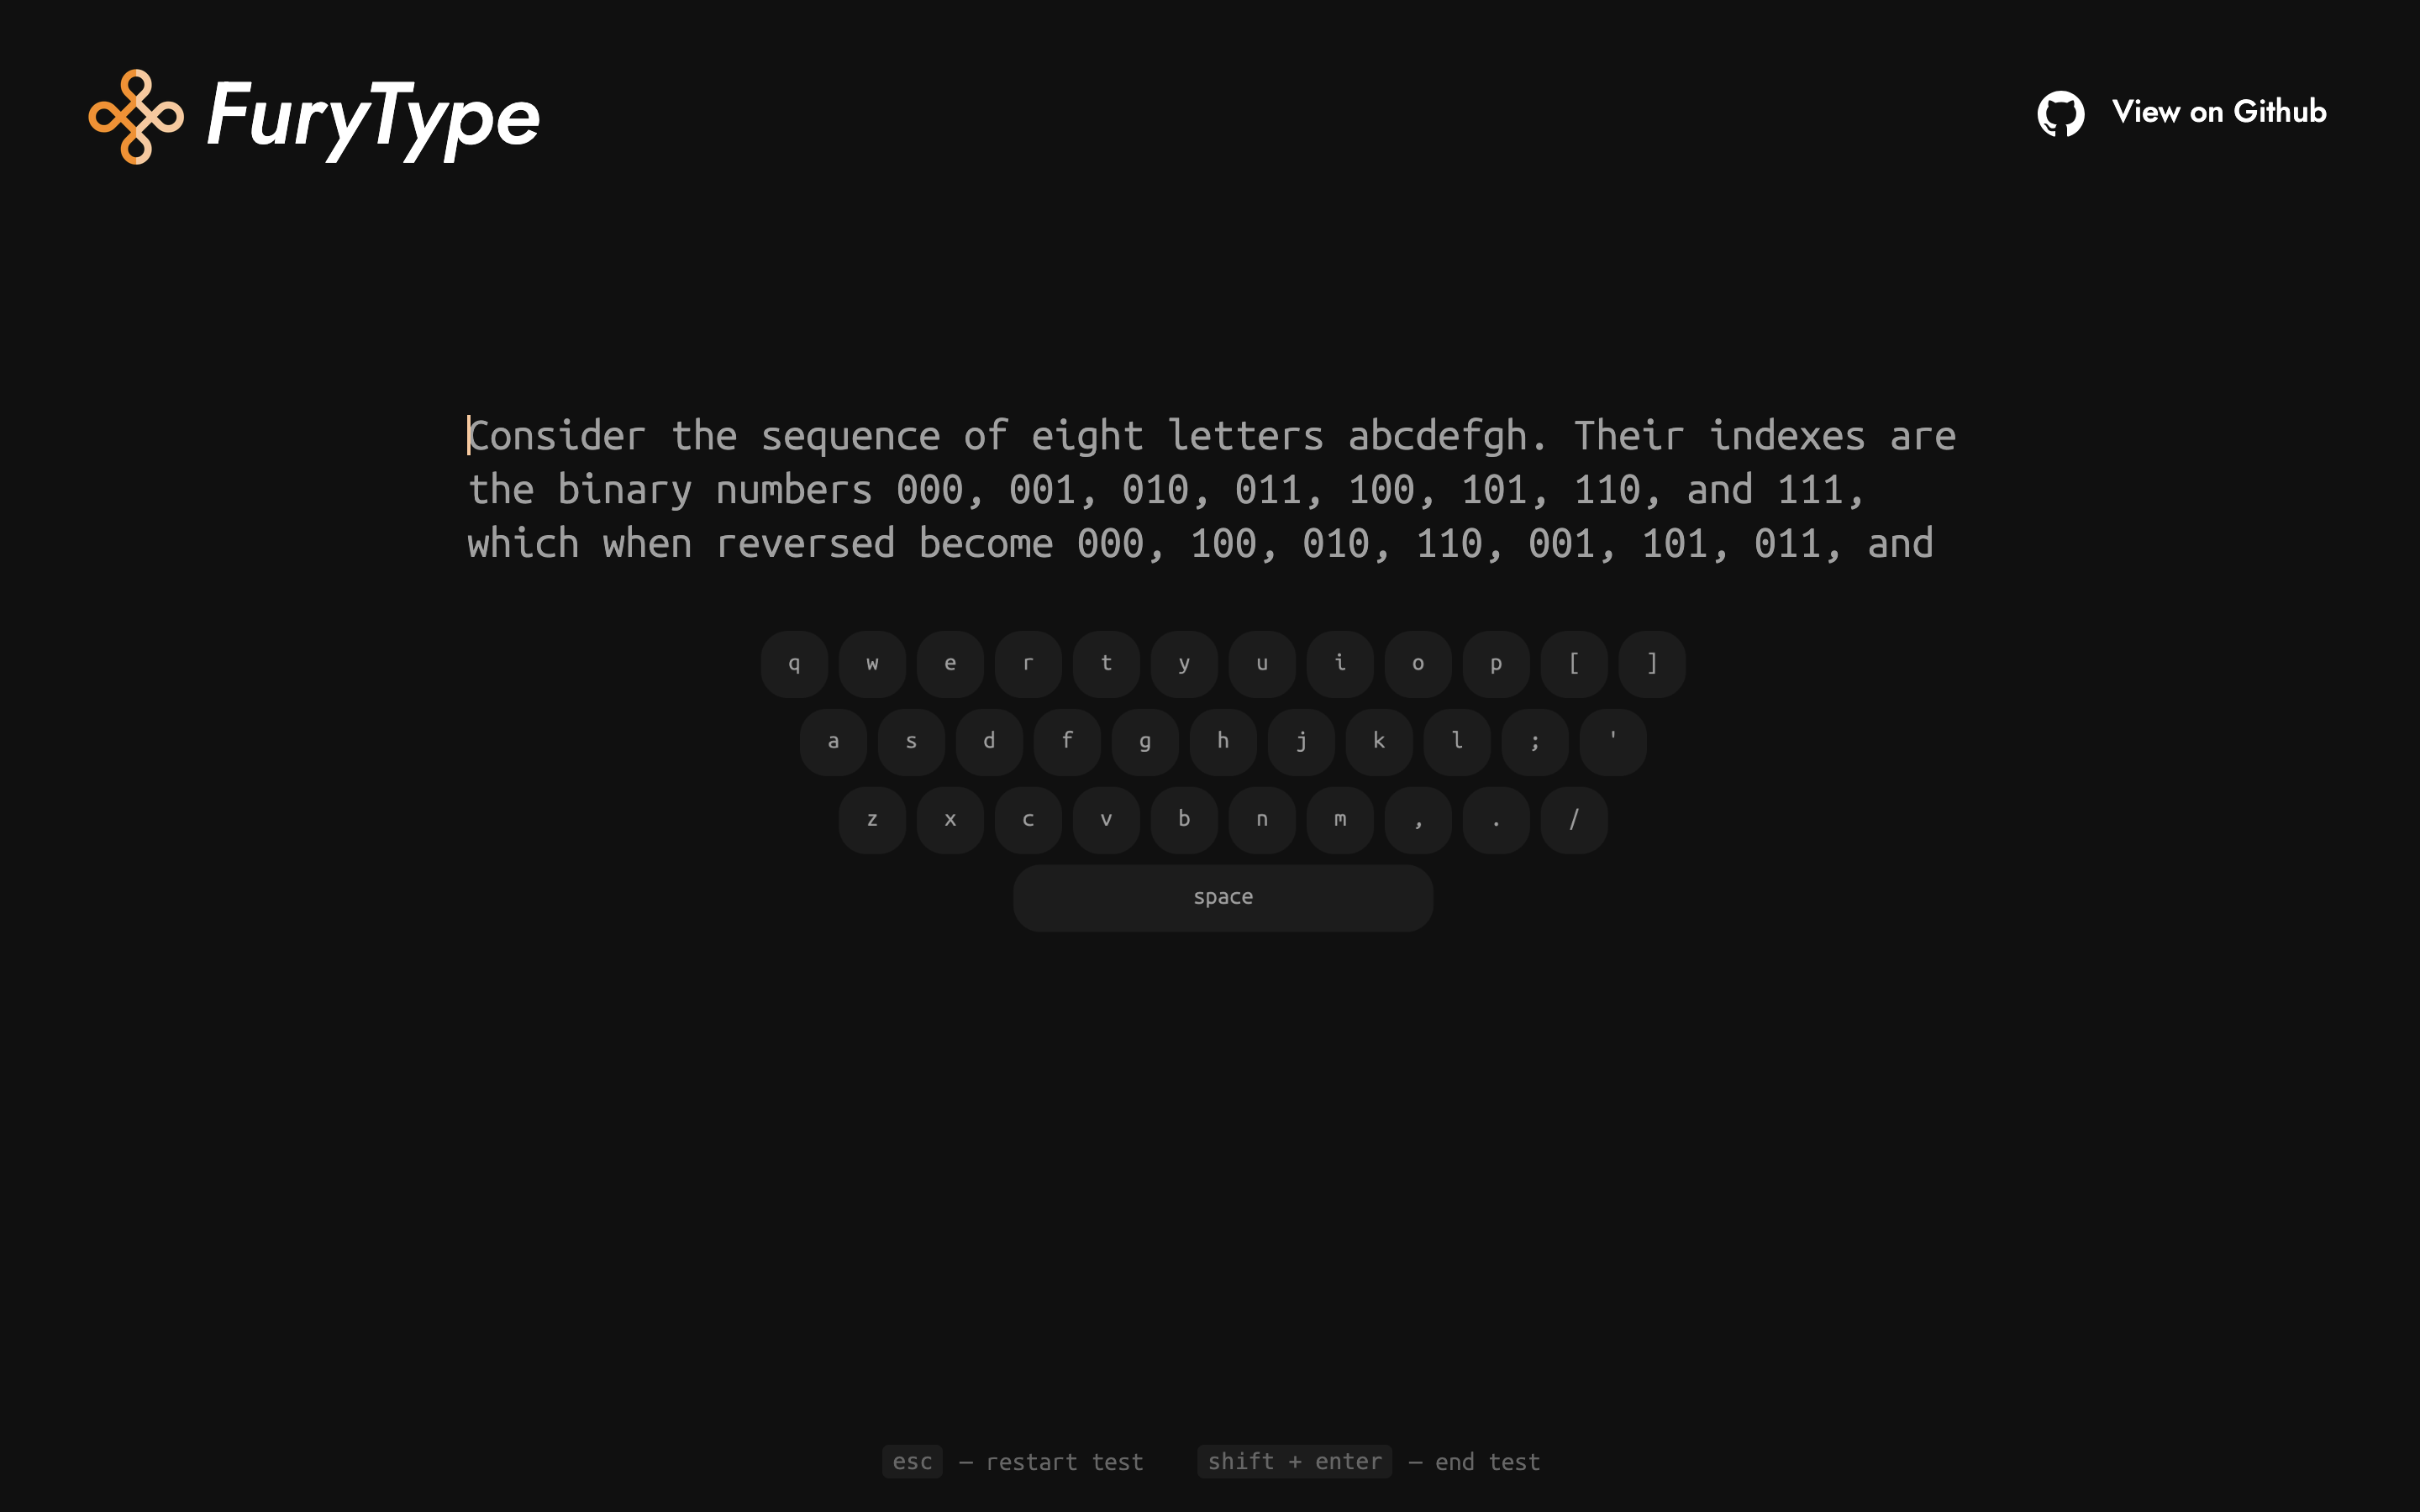 FuryType
View on Github
Consider the sequence of eight letters abcdefgh. Their indexes are
the binary numbers 000, 001, 010, 011, 100, 101, 110, and 111,
which when reversed become 000, 100, 010, 110, 001, 101, 011, and
q w e r t y u i o p [ ]
a s d f g h j k l ; '
z x c v b n m , . /
space
esc — restart test shift + enter — end test